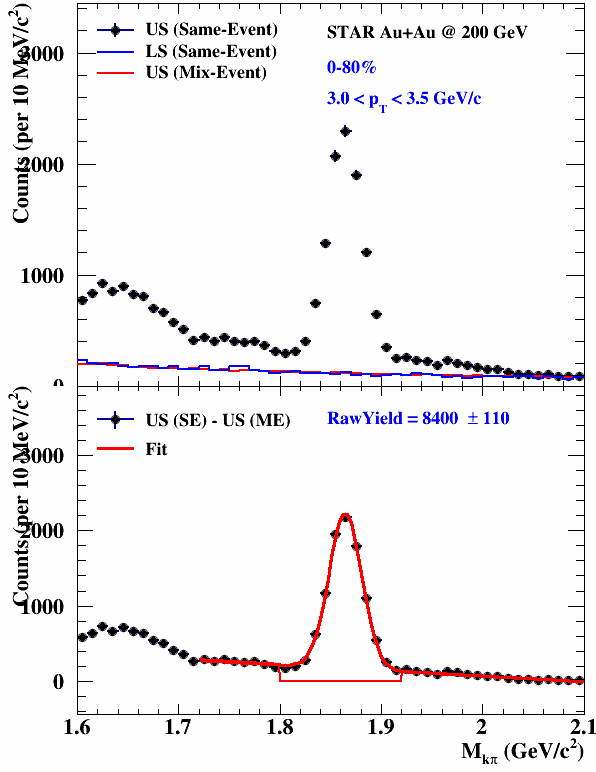 US (Same-Event)
LS (Same-Event)
US (Mix-Event)
STAR Au+Au @ 200 GeV
0-80%
3.0 < pT < 3.5 GeV/c
Counts (per 10 MeV/c²)
2000
1000
0
US (SE) - US (ME)
Fit
RawYield = 8400 ± 110
Counts (per 10 MeV/c²)
3000
2000
1000
0
1.6 1.7 1.8 1.9 2 2.1
Mkπ (GeV/c²)